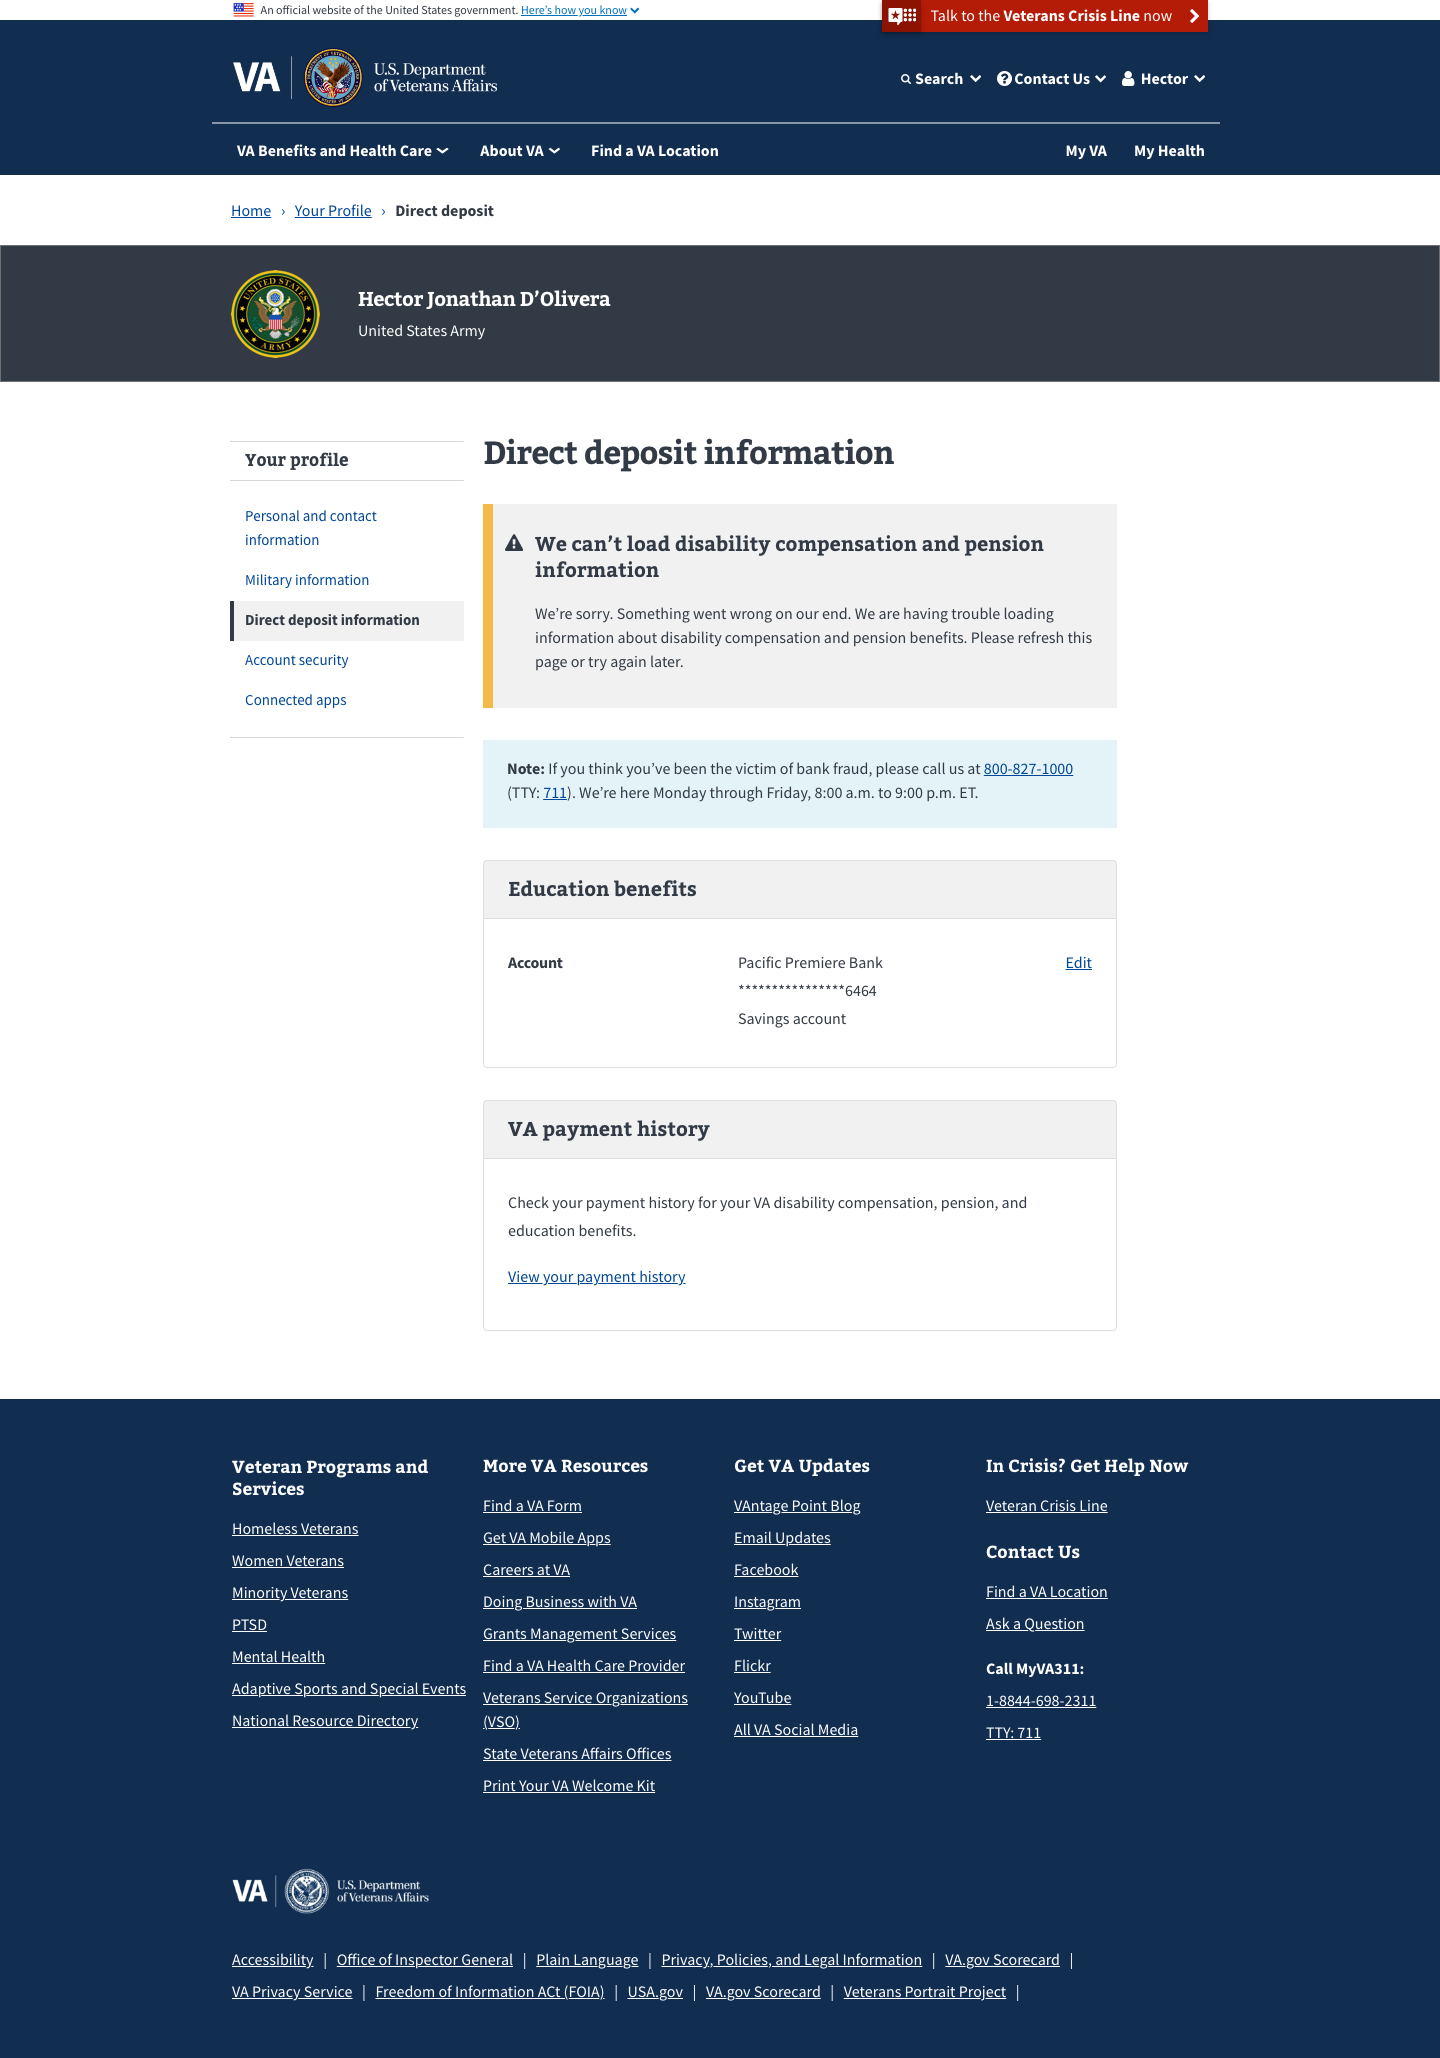 An official website of the United States government. Here's how you know
Talk to the Veterans Crisis Line now
VA
U.S. Department
of Veterans Affairs
Search
Contact Us
Hector
VA Benefits and Health Care
About VA
Find a VA Location
My VA
My Health
Home › Your Profile › Direct deposit
UNITED STATES
ARMY
Hector Jonathan D’Olivera
United States Army
Your profile
Personal and contact
information
Military information
Direct deposit information
Account security
Connected apps
Direct deposit information
We can’t load disability compensation and pension
information
We’re sorry. Something went wrong on our end. We are having trouble loading
information about disability compensation and pension benefits. Please refresh this
page or try again later.
Note: If you think you’ve been the victim of bank fraud, please call us at 800-827-1000
(TTY: 711). We’re here Monday through Friday, 8:00 a.m. to 9:00 p.m. ET.
Education benefits
Account
Pacific Premiere Bank
****************6464
Savings account
Edit
VA payment history
Check your payment history for your VA disability compensation, pension, and
education benefits.
View your payment history
Veteran Programs and
Services
Homeless Veterans
Women Veterans
Minority Veterans
PTSD
Mental Health
Adaptive Sports and Special Events
National Resource Directory
More VA Resources
Find a VA Form
Get VA Mobile Apps
Careers at VA
Doing Business with VA
Grants Management Services
Find a VA Health Care Provider
Veterans Service Organizations
(VSO)
State Veterans Affairs Offices
Print Your VA Welcome Kit
Get VA Updates
VAntage Point Blog
Email Updates
Facebook
Instagram
Twitter
Flickr
YouTube
All VA Social Media
In Crisis? Get Help Now
Veteran Crisis Line
Contact Us
Find a VA Location
Ask a Question
Call MyVA311:
1-8844-698-2311
TTY: 711
VA
U.S. Department
of Veterans Affairs
Accessibility | Office of Inspector General | Plain Language | Privacy, Policies, and Legal Information | VA.gov Scorecard |
VA Privacy Service | Freedom of Information ACt (FOIA) | USA.gov | VA.gov Scorecard | Veterans Portrait Project |